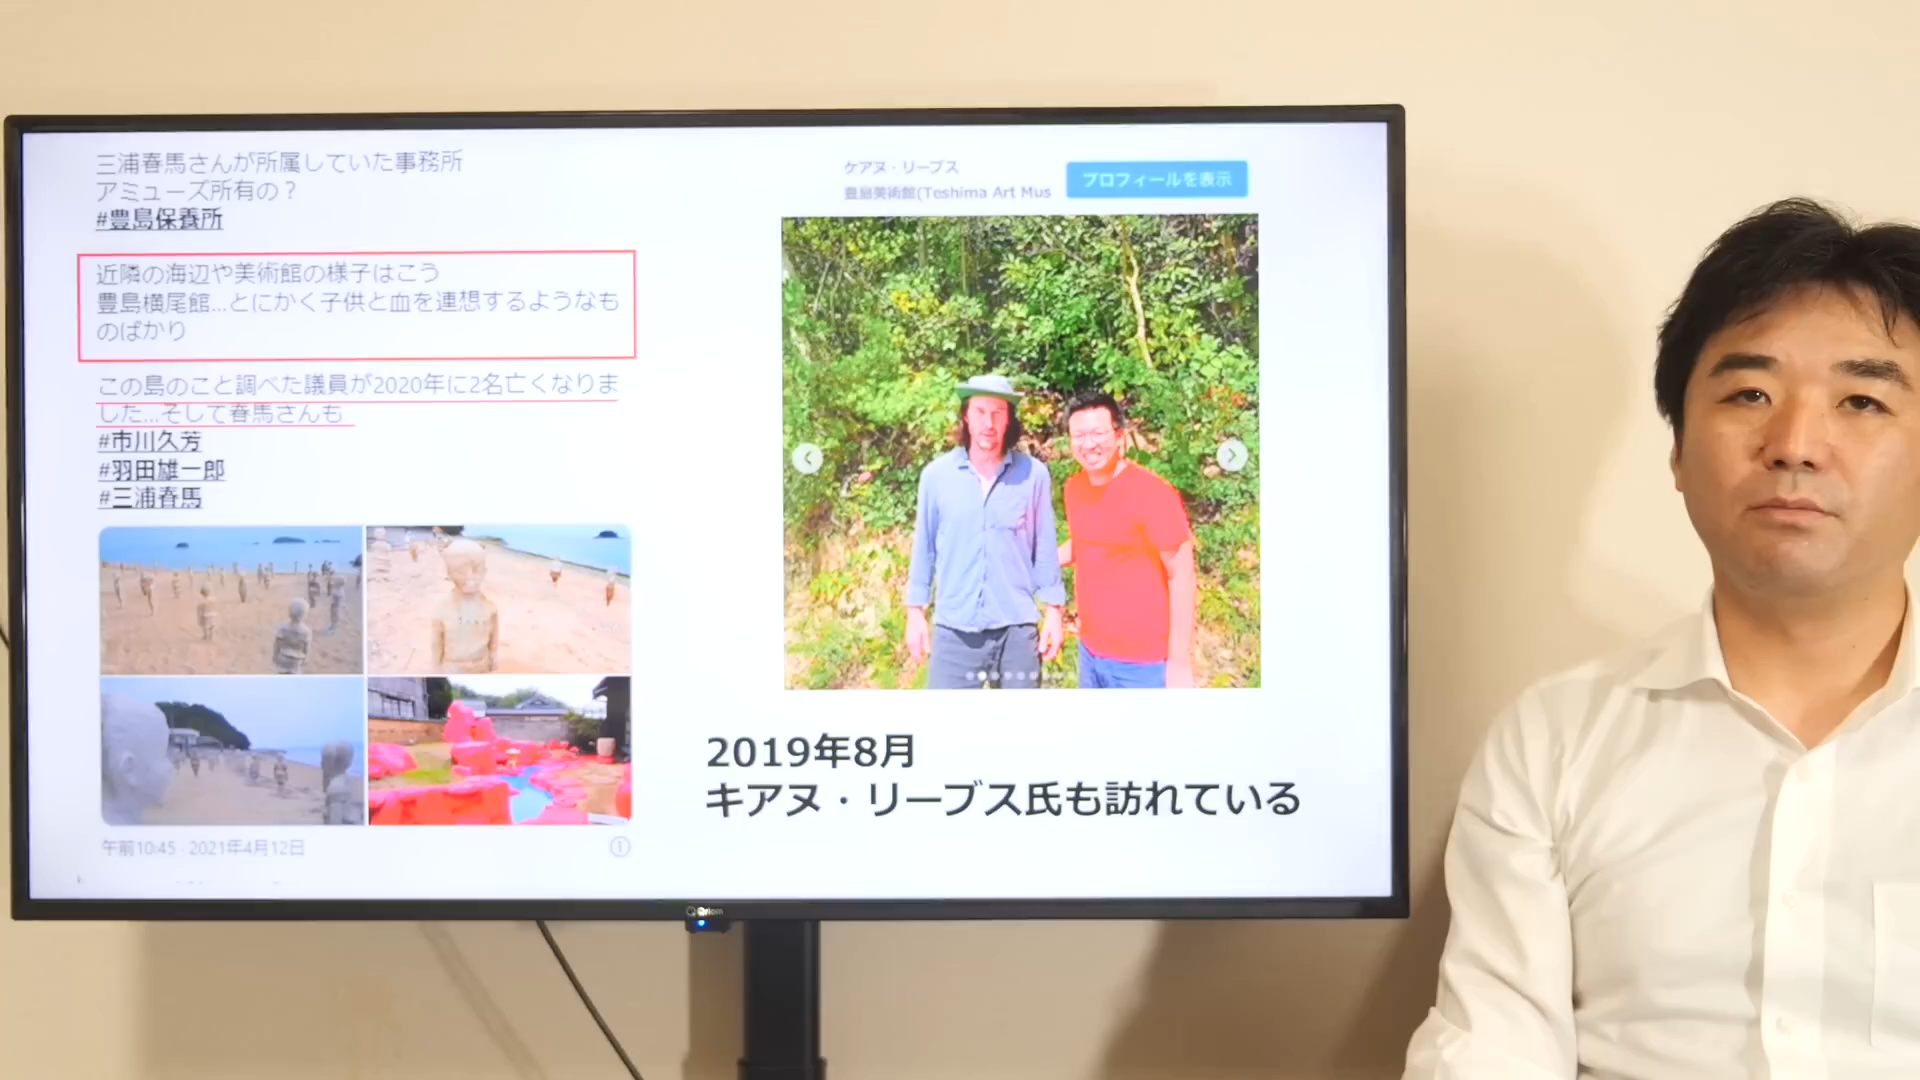 三浦春馬さんが所属していた事務所
アミューズ所有の？
#豊島保養所
近隣の海辺や美術館の様子はこう
豊島横尾館...とにかく子供と血を連想するようなも
のばかり
この島のこと調べた議員が2020年に2名亡くなりま
した...そして春馬さんも
#市川久芳
#羽田雄一郎
#三浦春馬
午前10:45 · 2021年4月12日
ケアヌ・リーブス
豊島美術館(Teshima Art Mus
プロフィールを表示
2019年8月
キアヌ・リーブス氏も訪れている
Qriom